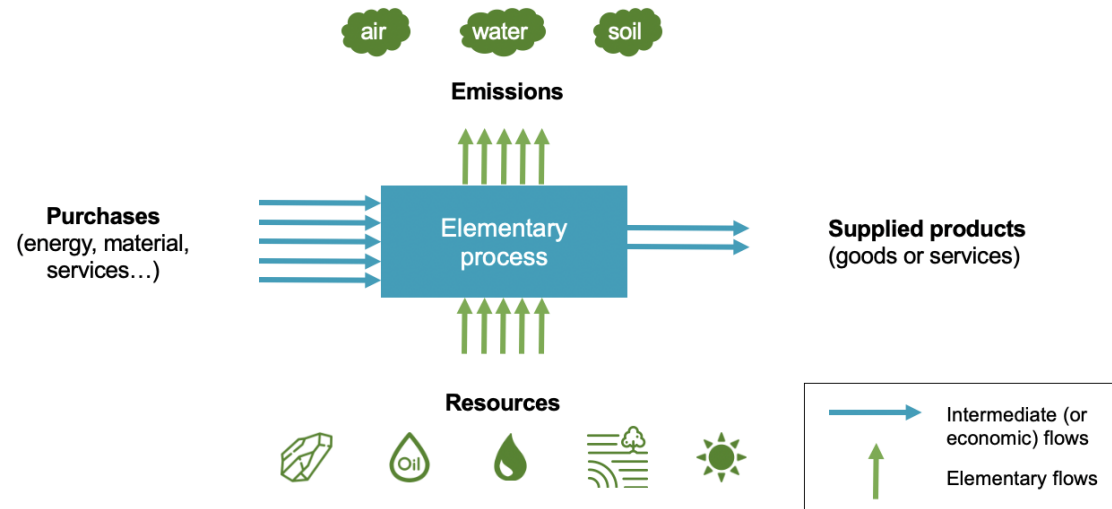 air
water
soil
Emissions
Purchases
(energy, material,
services…)
Elementary
process
Supplied products
(goods or services)
Resources
Oil
Intermediate (or
economic) flows
Elementary flows